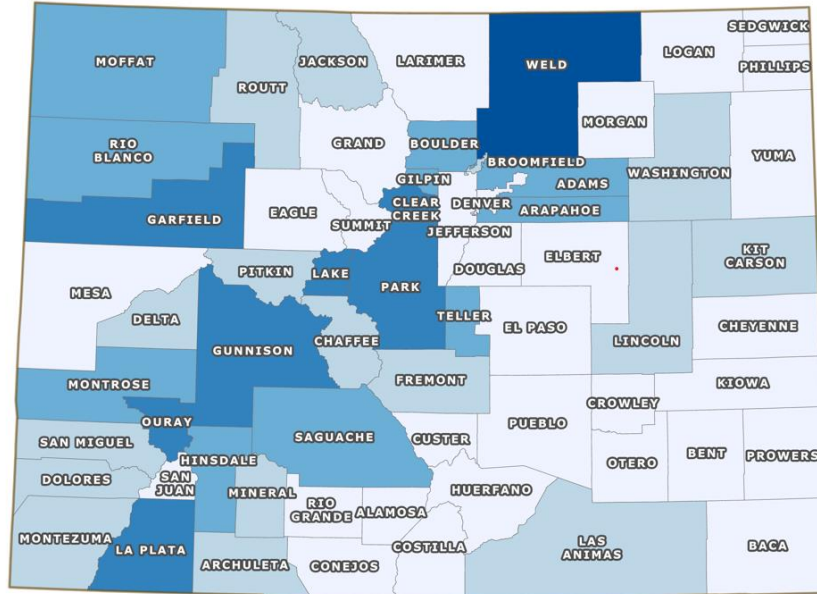 SEDGWICK
LOGAN
PHILLIPS
MOFFAT
JACKSON
LARIMER
WELD
ROUTT
MORGAN
YUMA
RIO
BLANCO
GRAND
BOULDER
BROOMFIELD
WASHINGTON
GILPIN
ADAMS
CLEAR
CREEK
DENVER
ARAPAHOE
GARFIELD
EAGLE
SUMMIT
JEFFERSON
DOUGLAS
ELBERT
KIT
CARSON
MESA
PITKIN
LAKE
PARK
TELLER
EL PASO
CHEYENNE
DELTA
GUNNISON
CHAFFEE
LINCOLN
MONTROSE
FREMONT
CROWLEY
KIOWA
OURAY
PUEBLO
SAN MIGUEL
HINSDALE
SAGUACHE
CUSTER
OTERO
BENT
PROWERS
DOLORES
SAN
JUAN
MINERAL
RIO
GRANDE
ALAMOSA
HUERFANO
MONTEZUMA
LA PLATA
ARCHULETA
CONEJOS
COSTILLA
LAS
ANIMAS
BACA